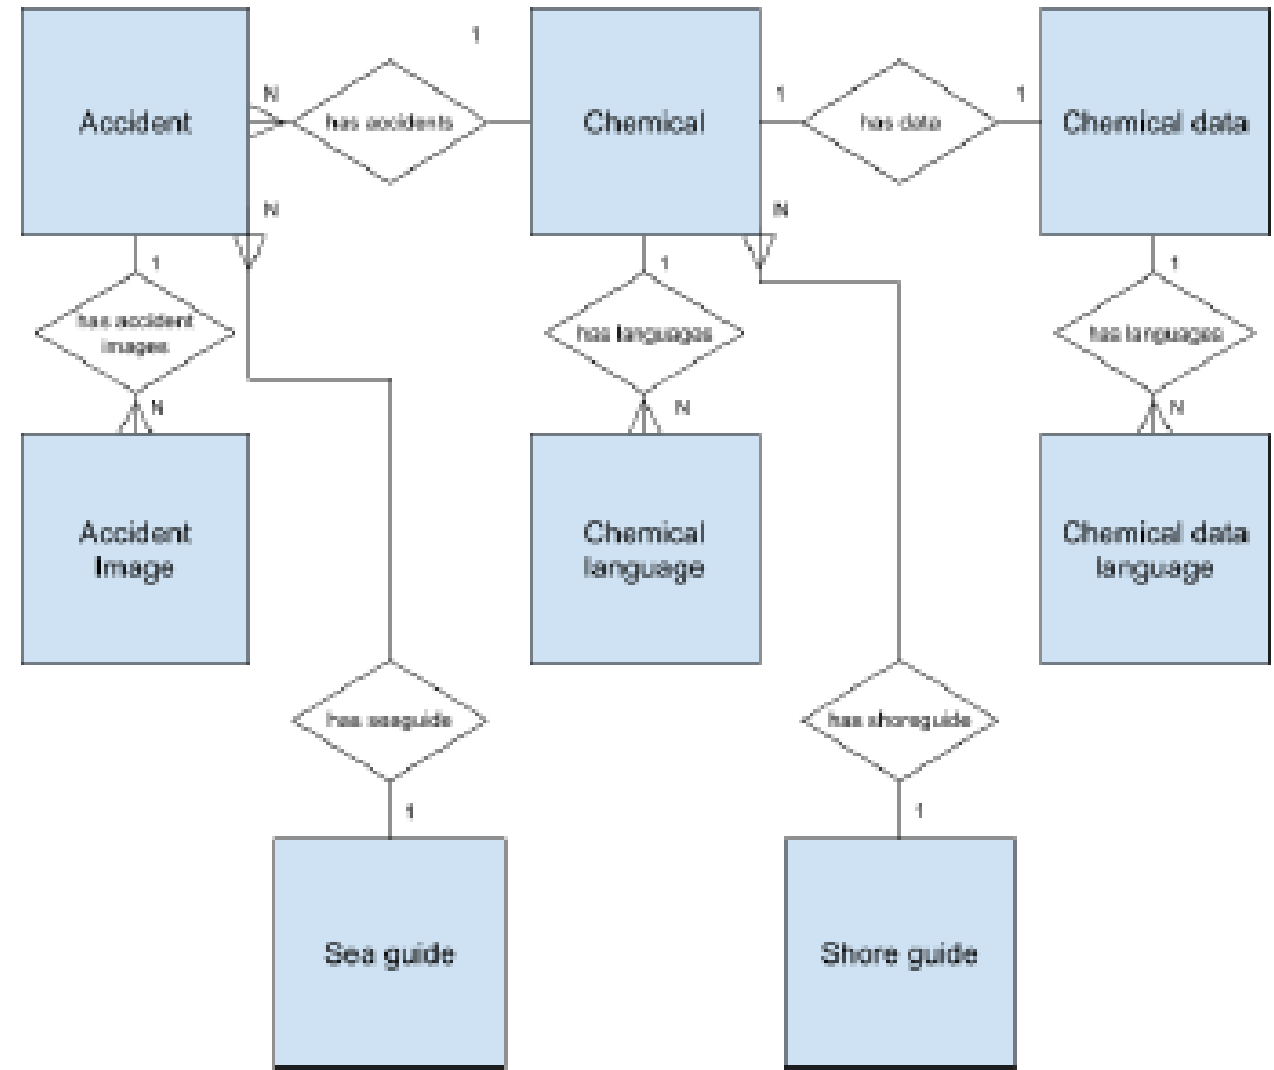 1
N
Accident
has accidents
Chemical
1
has data
1
Chemical data
N
N
1
has accident
images
1
has languages
1
has languages
N
N
N
Accident
Image
Chemical
language
Chemical data
language
has seaguide
has shoreguide
1
1
Sea guide
Shore guide